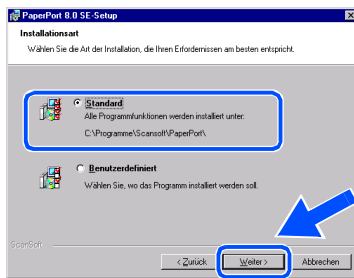 PaperPort 8.0 SE-Setup
Installationsart
Wählen Sie die Art der Installation, die Ihren Erfordernissen am besten entspricht.
Standard
Alle Programmfunktionen werden installiert unter:
C:\Programme\Scansoft\PaperPort\
Benutzerdefiniert
Wählen Sie, wo das Programm installiert werden soll.
ScanSoft
< Zurück
Weiter >
Abbrechen